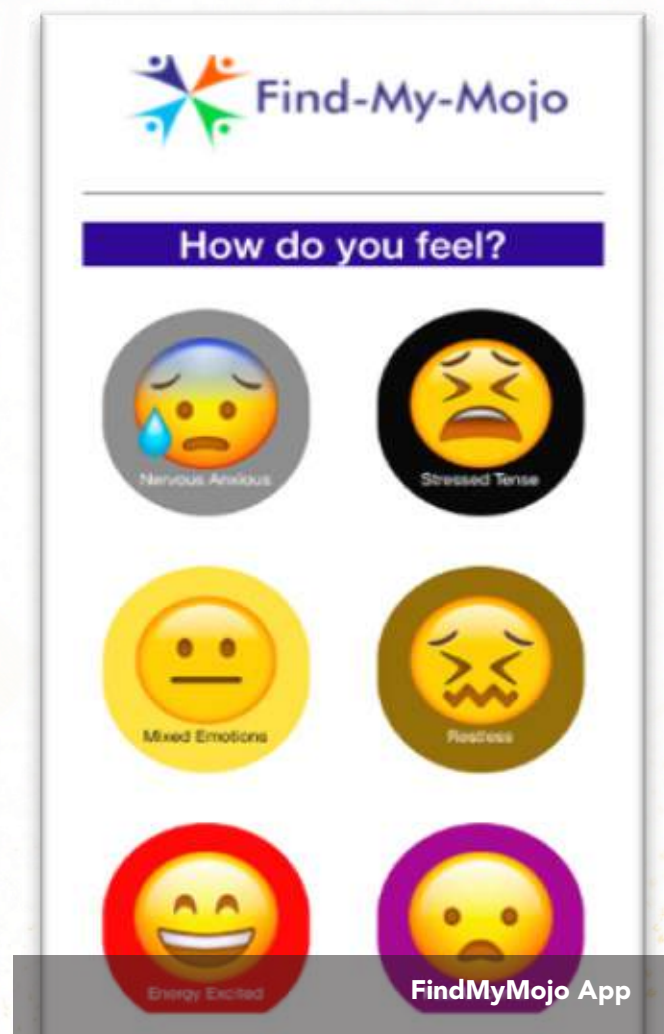 Find-My-Mojo
How do you feel?
Nervous Anxious
Stressed Tense
Mixed Emotions
Restless
Energy Excited
FindMyMojo App